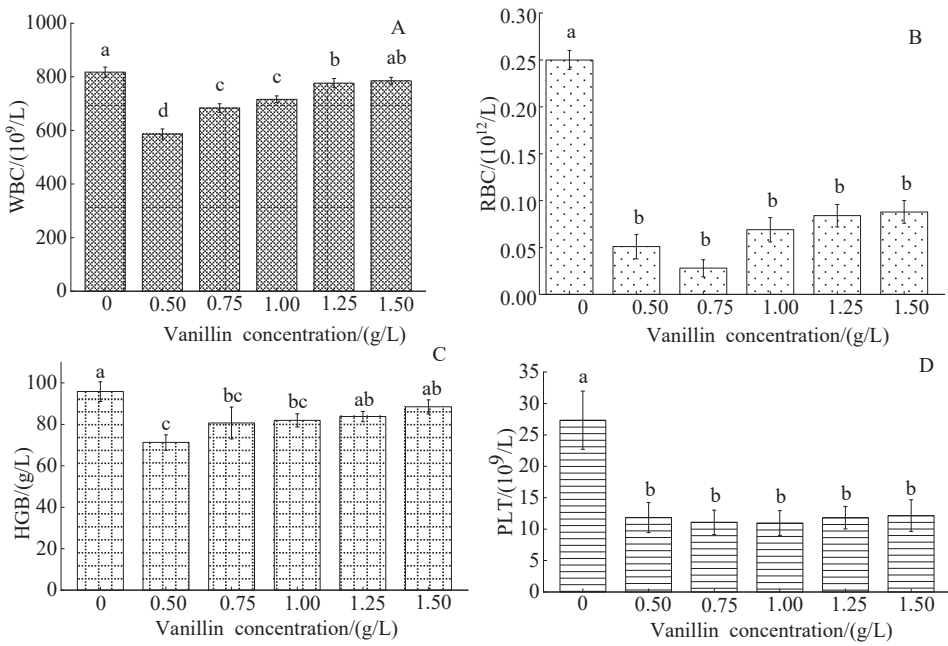 A
WBC/(10⁹/L)
1000
800
600
400
200
0
a
d
c
c
b
ab
0 0.50 0.75 1.00 1.25 1.50
Vanillin concentration/(g/L)
B
RBC/(10¹²/L)
0.30
0.25
0.20
0.15
0.10
0.05
0.00
a
b
b
b
b
b
0 0.50 0.75 1.00 1.25 1.50
Vanillin concentration/(g/L)
C
HGB/(g/L)
100
80
60
40
20
0
a
c
bc
bc
ab
ab
0 0.50 0.75 1.00 1.25 1.50
Vanillin concentration/(g/L)
D
PLT/(10⁹/L)
35
30
25
20
15
10
5
0
a
b
b
b
b
b
0 0.50 0.75 1.00 1.25 1.50
Vanillin concentration/(g/L)